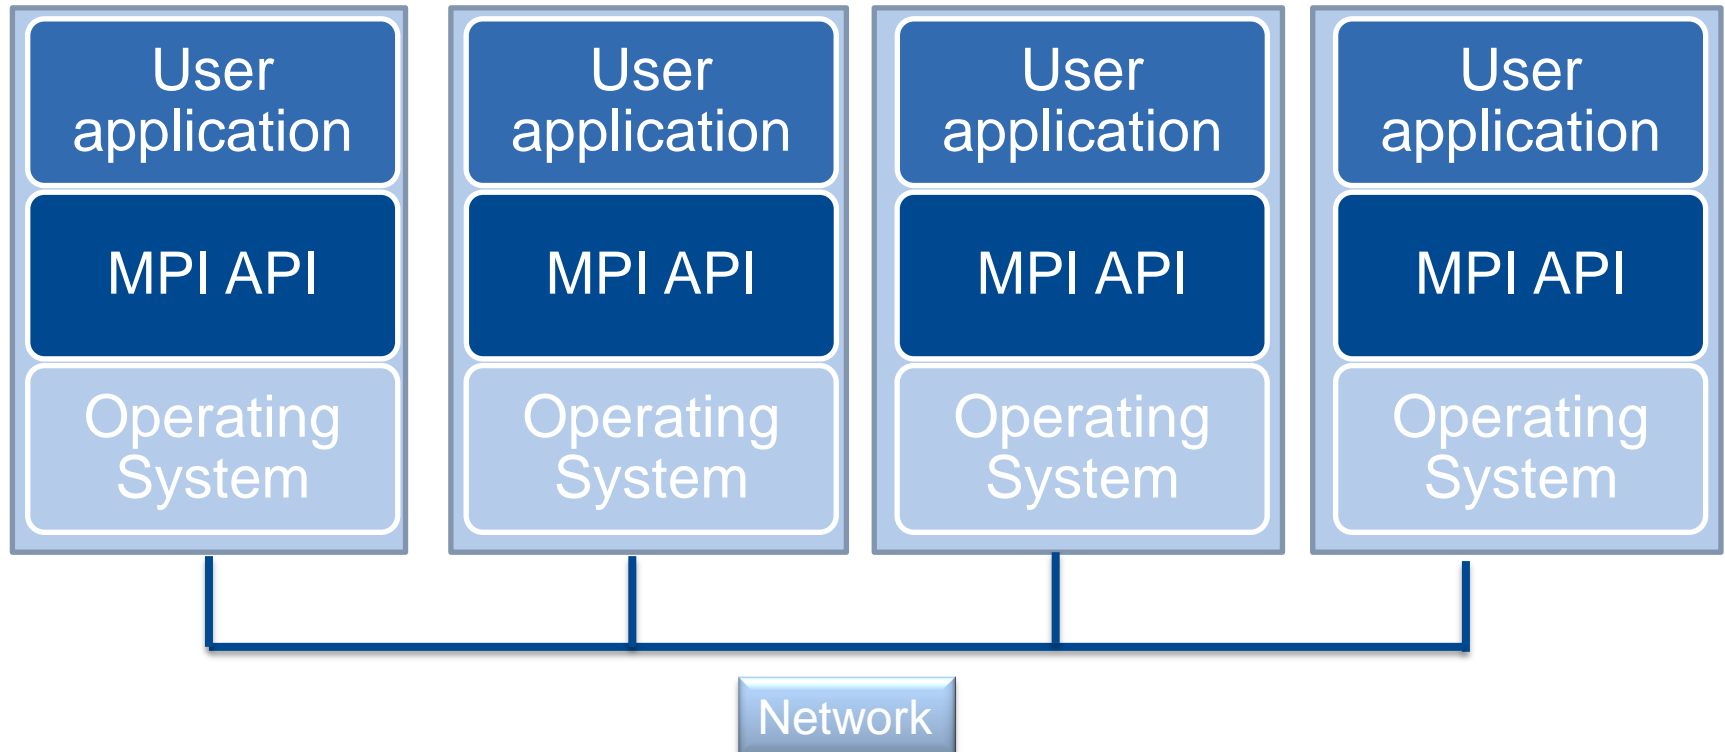 User
application
MPI API
Operating
System
User
application
MPI API
Operating
System
User
application
MPI API
Operating
System
User
application
MPI API
Operating
System
Network